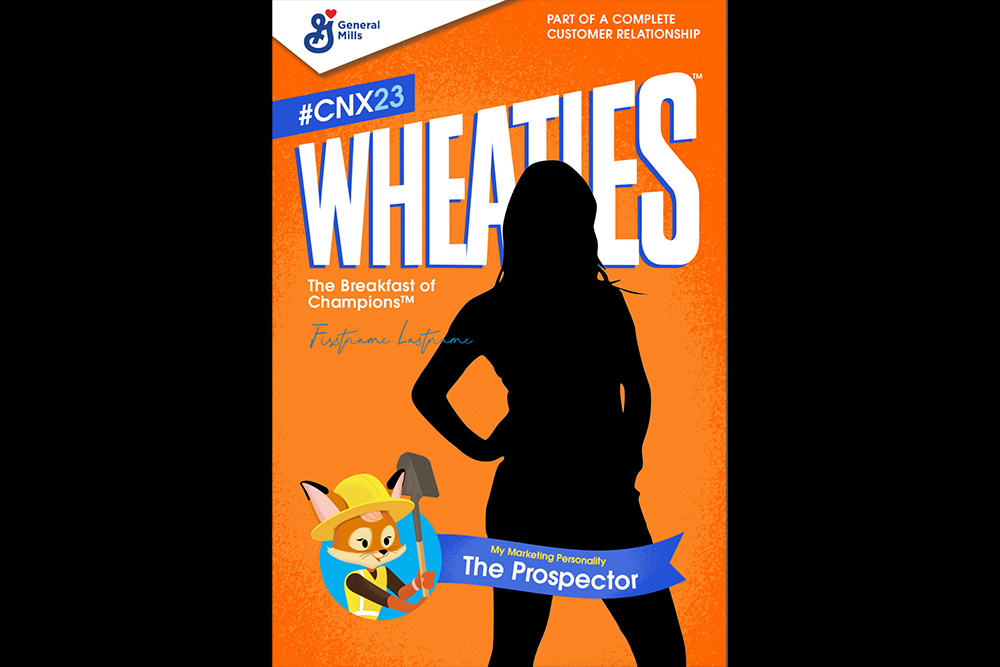 General
Mills
PART OF A COMPLETE
CUSTOMER RELATIONSHIP
#CNX23
WHEATIES™
The Breakfast of
Champions™
Firstname Lastname
My Marketing Personality
The Prospector